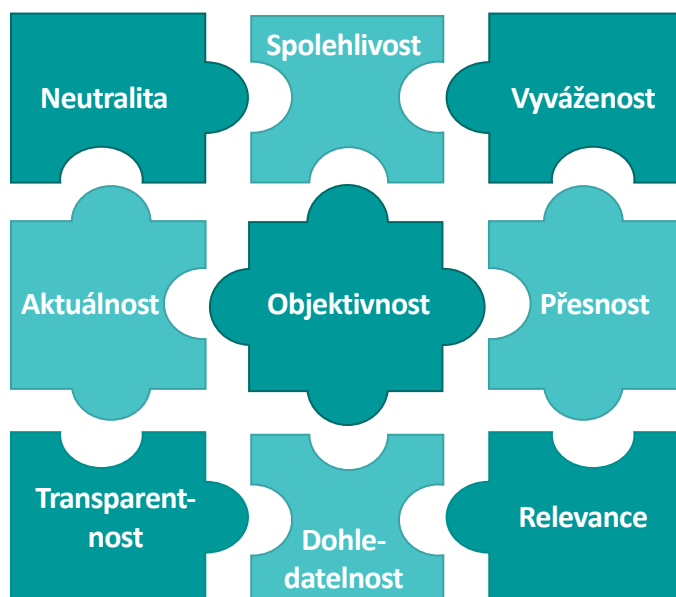 Neutralita
Spolehlivost
Vyváženost
Aktuálnost
Objektivnost
Přesnost
Transparent-
nost
Dohle-
datelnost
Relevance